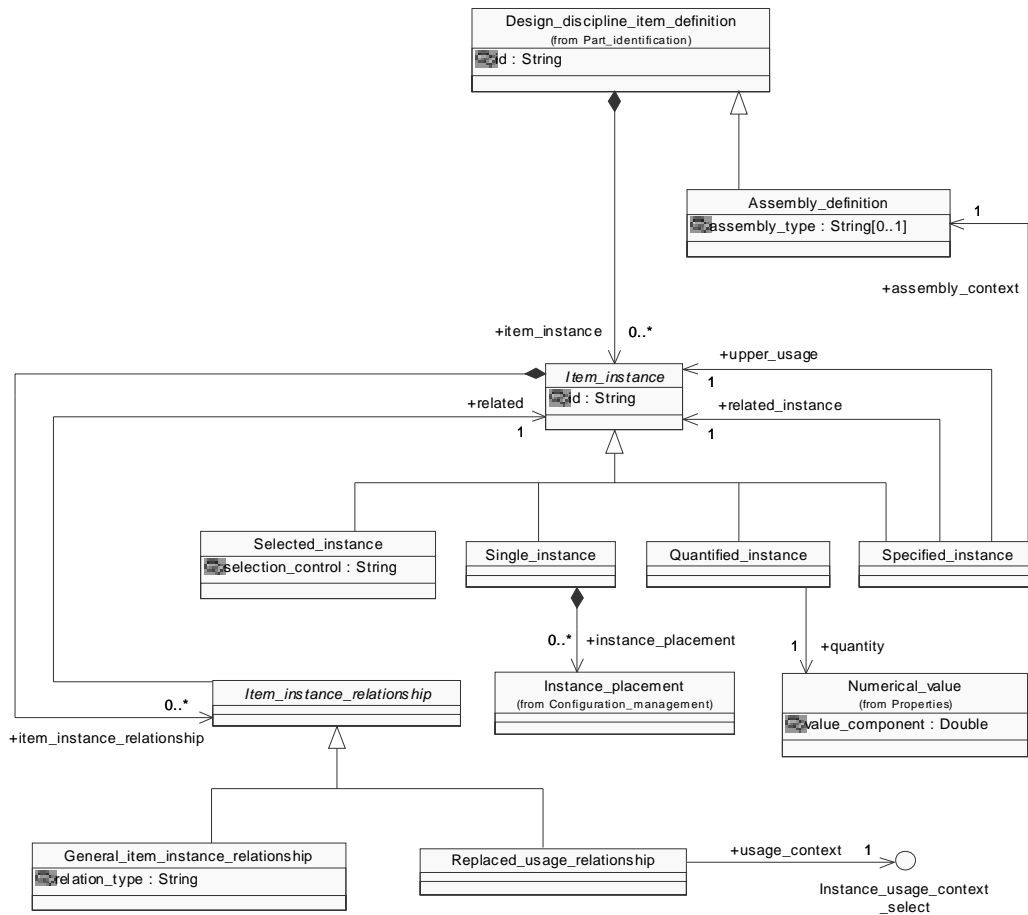 Design_discipline_item_definition
(from Part_identification)
id : String
Assembly_definition
assembly_type : String[0..1]
1
+assembly_context
+item_instance
0..*
+upper_usage
1
Item_instance
id : String
+related
1
+related_instance
1
Selected_instance
selection_control : String
Single_instance
Quantified_instance
Specified_instance
0..*
+instance_placement
1
+quantity
Item_instance_relationship
0..*
+item_instance_relationship
Instance_placement
(from Configuration_management)
Numerical_value
(from Properties)
value_component : Double
General_item_instance_relationship
relation_type : String
Replaced_usage_relationship
+usage_context
1
Instance_usage_context
_select